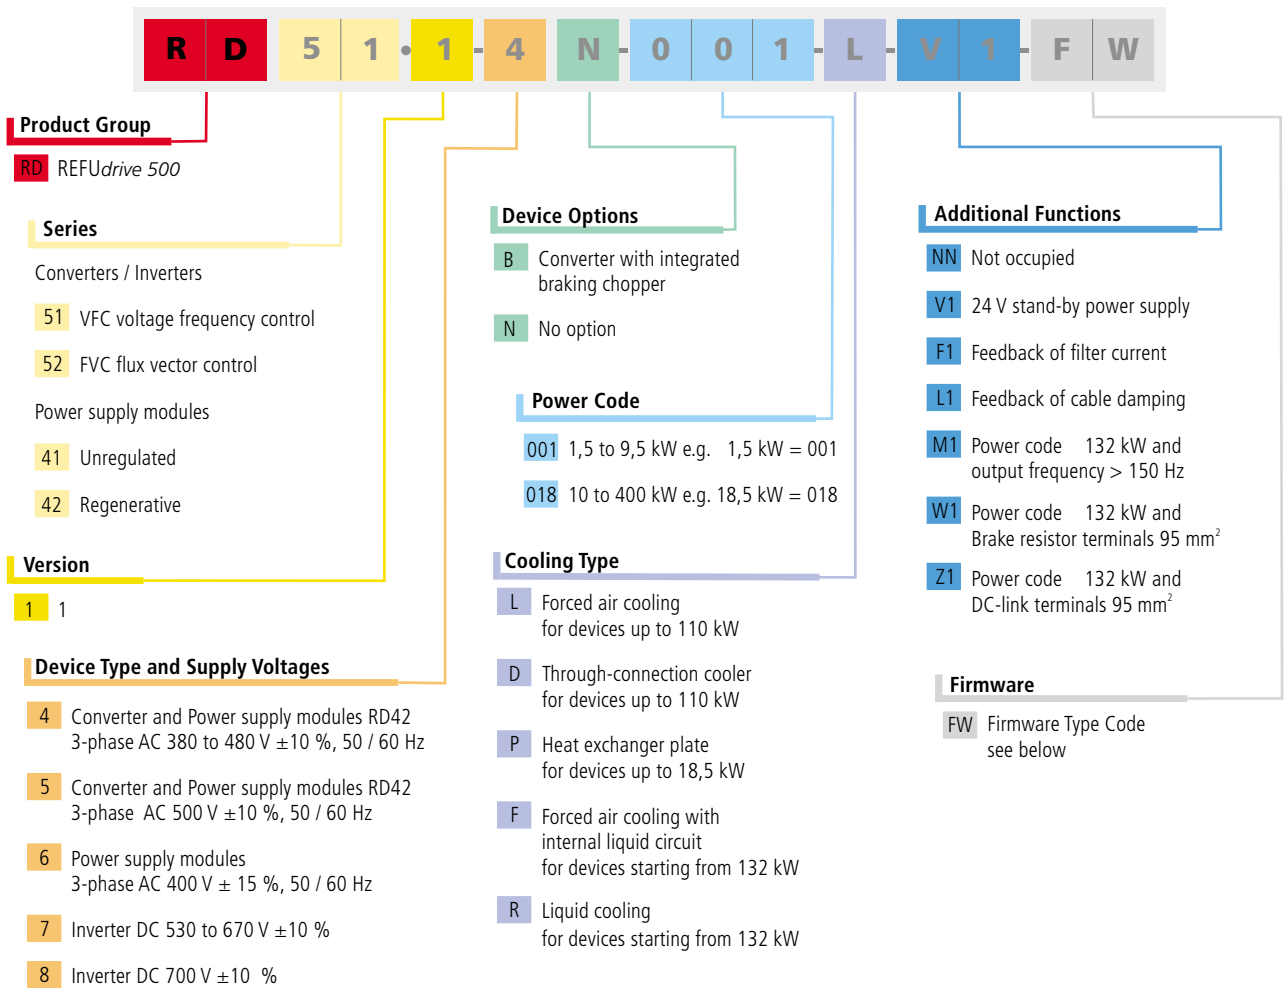 R D 5 1 • 1 - 4 N - 0 0 1 - L - V 1 - F W
Product Group
RD REFUdrive 500
Series
Converters / Inverters
51 VFC voltage frequency control
52 FVC flux vector control
Power supply modules
41 Unregulated
42 Regenerative
Version
1 1
Device Type and Supply Voltages
4 Converter and Power supply modules RD42
3-phase AC 380 to 480 V ±10 %, 50 / 60 Hz
5 Converter and Power supply modules RD42
3-phase AC 500 V ±10 %, 50 / 60 Hz
6 Power supply modules
3-phase AC 400 V ± 15 %, 50 / 60 Hz
7 Inverter DC 530 to 670 V ±10 %
8 Inverter DC 700 V ±10 %
Device Options
B Converter with integrated
braking chopper
N No option
Power Code
001 1,5 to 9,5 kW e.g. 1,5 kW = 001
018 10 to 400 kW e.g. 18,5 kW = 018
Cooling Type
L Forced air cooling
for devices up to 110 kW
D Through-connection cooler
for devices up to 110 kW
P Heat exchanger plate
for devices up to 18,5 kW
F Forced air cooling with
internal liquid circuit
for devices starting from 132 kW
R Liquid cooling
for devices starting from 132 kW
Additional Functions
NN Not occupied
V1 24 V stand-by power supply
F1 Feedback of filter current
L1 Feedback of cable damping
M1 Power code 132 kW and
output frequency > 150 Hz
W1 Power code 132 kW and
Brake resistor terminals 95 mm²
Z1 Power code 132 kW and
DC-link terminals 95 mm²
Firmware
FW Firmware Type Code
see below